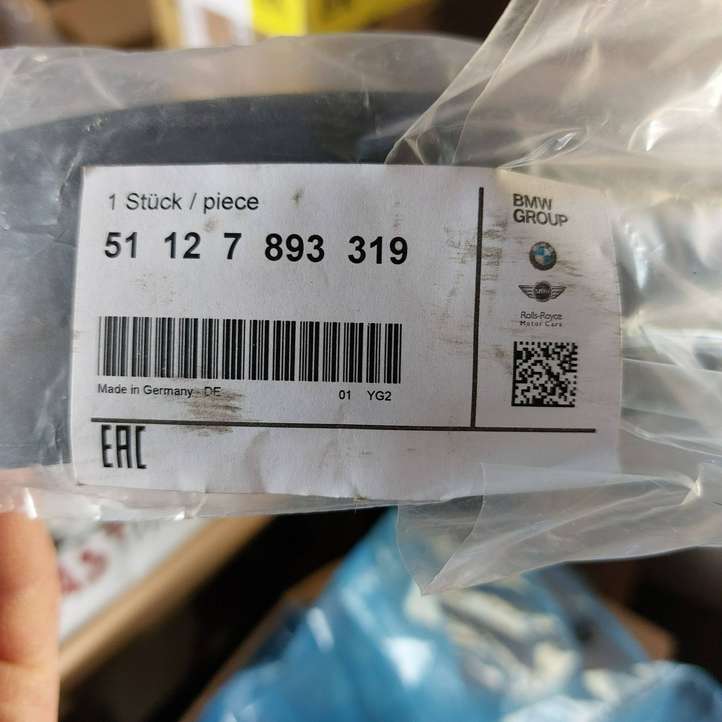 1 Stück / piece
51 12 7 893 319
Made in Germany - DE
01 YG2
EAC
BMW
GROUP
Rolls-Royce
Motor Cars